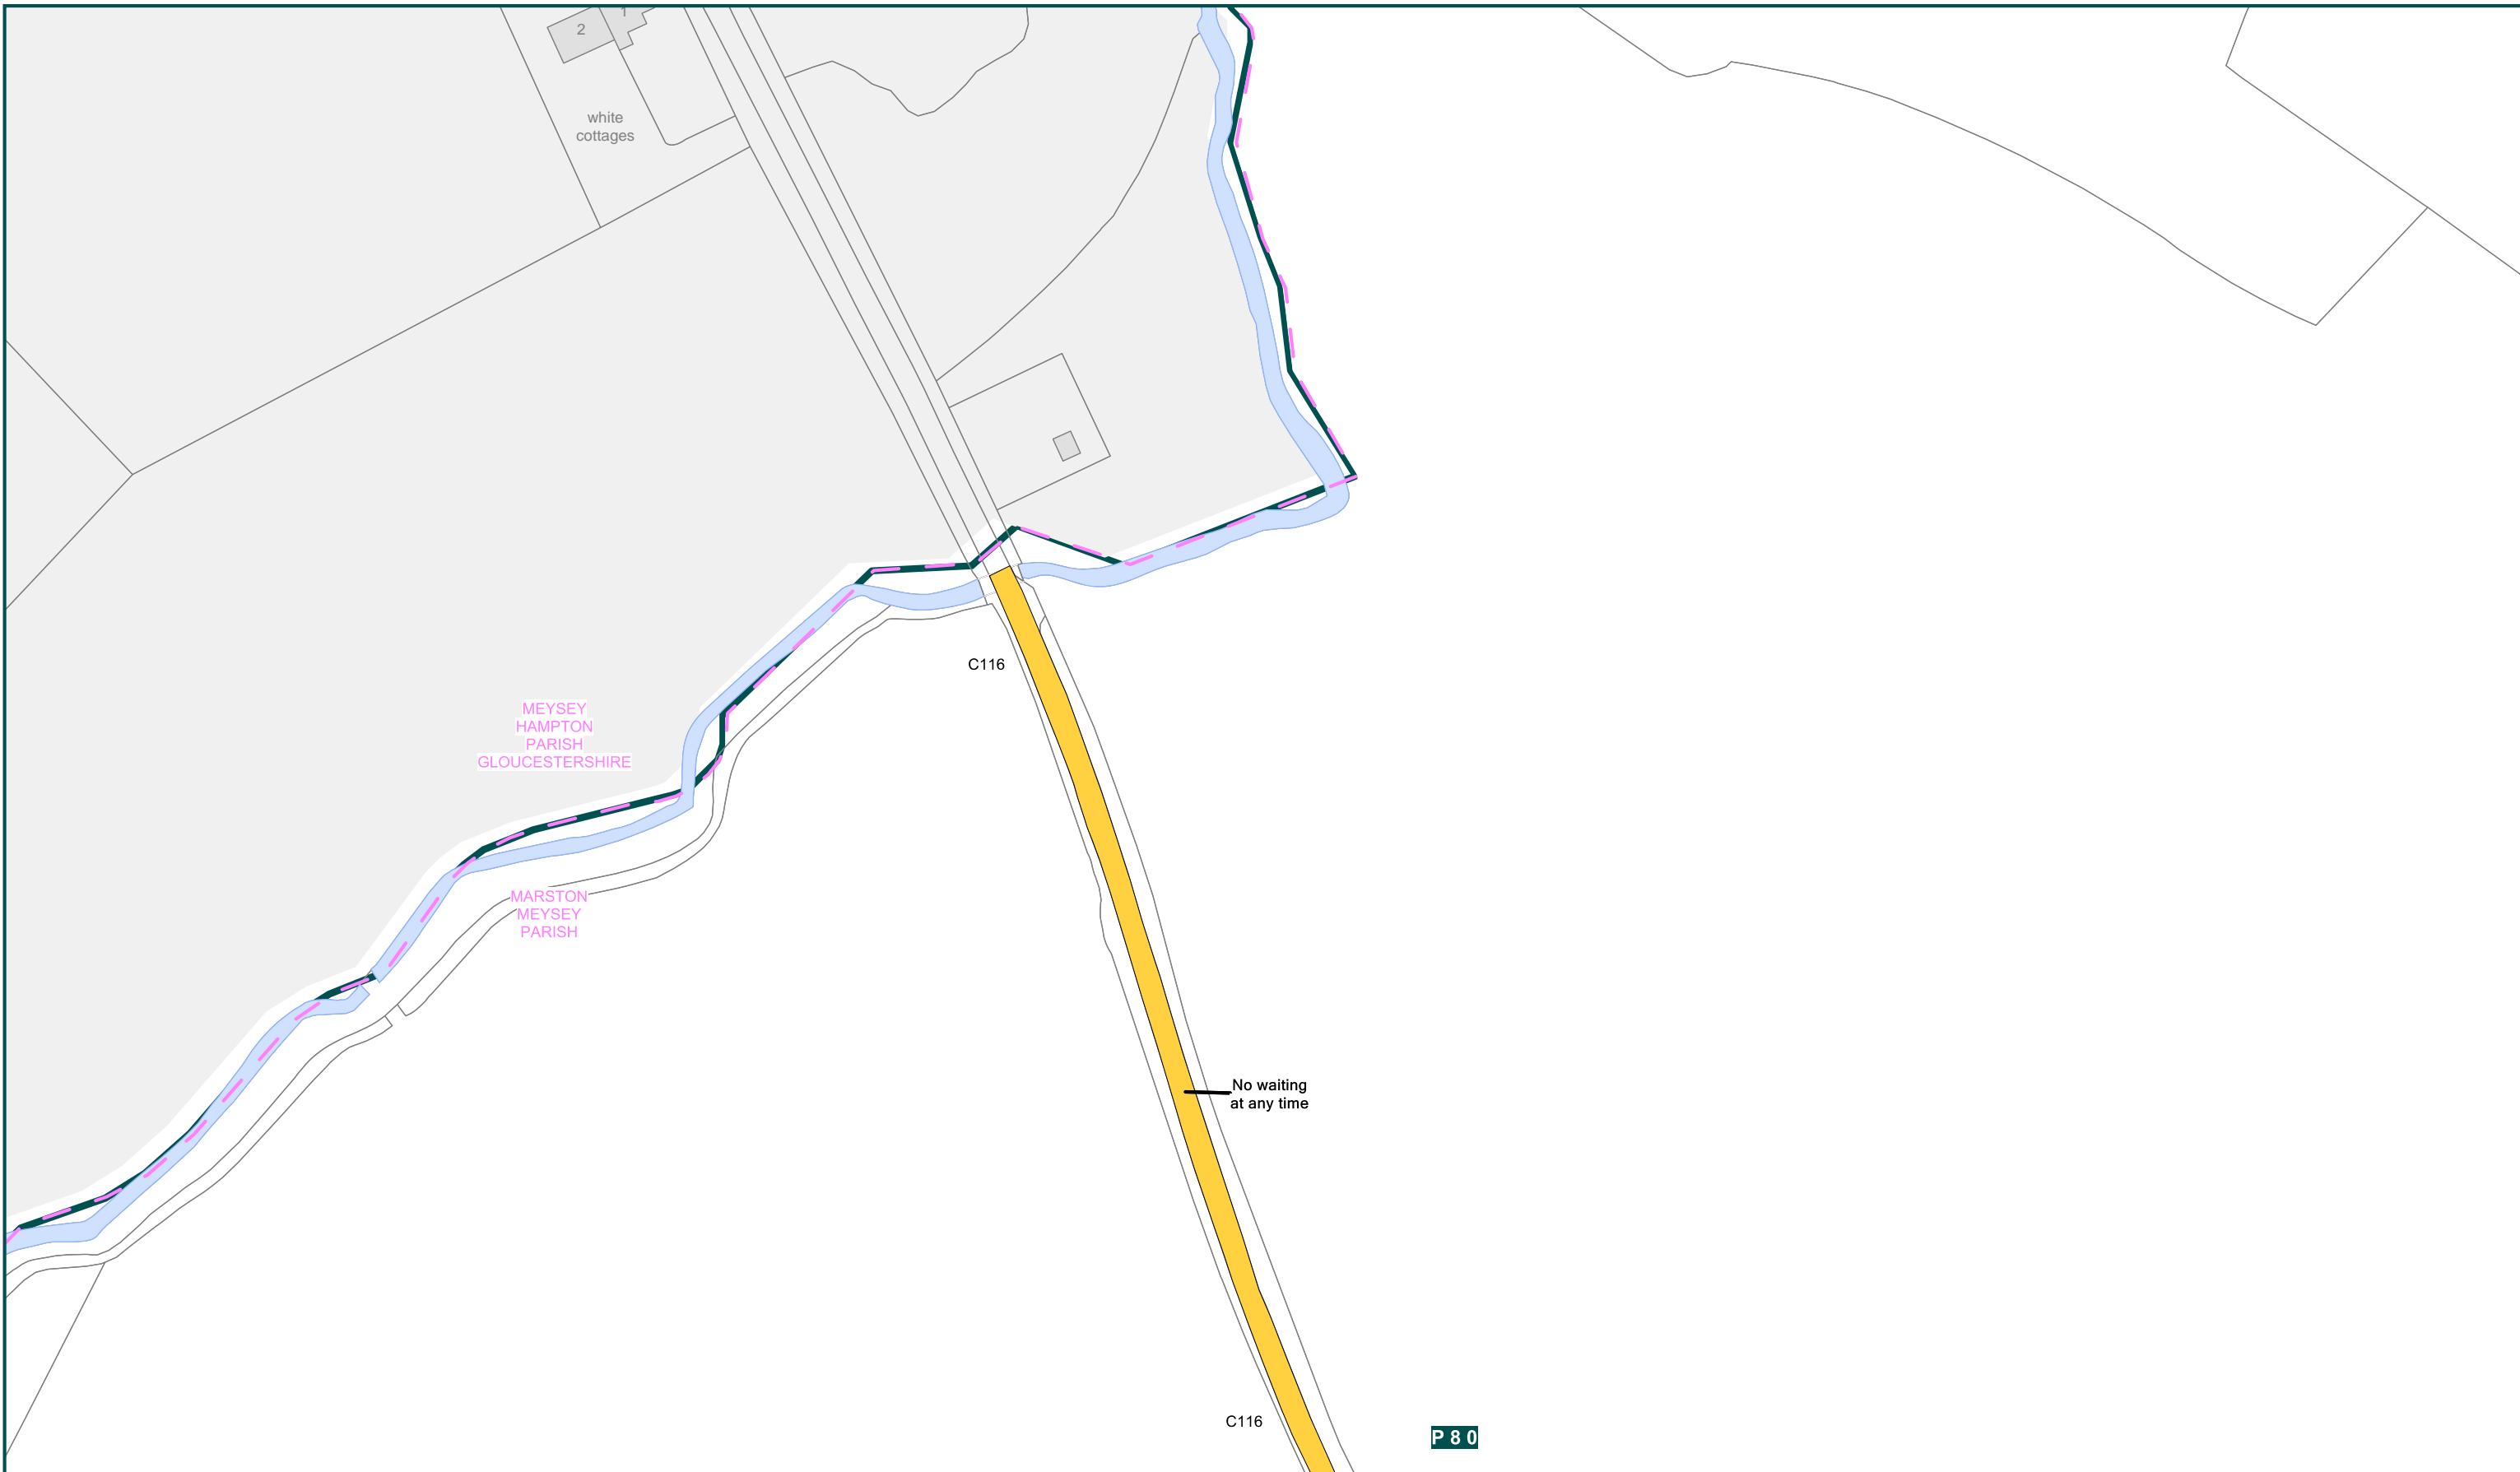 1
2
white
cottages
C116
MEYSEY
HAMPTON
PARISH
GLOUCESTERSHIRE
MARSTON
MEYSEY
PARISH
No waiting
at any time
C116
P 8 0